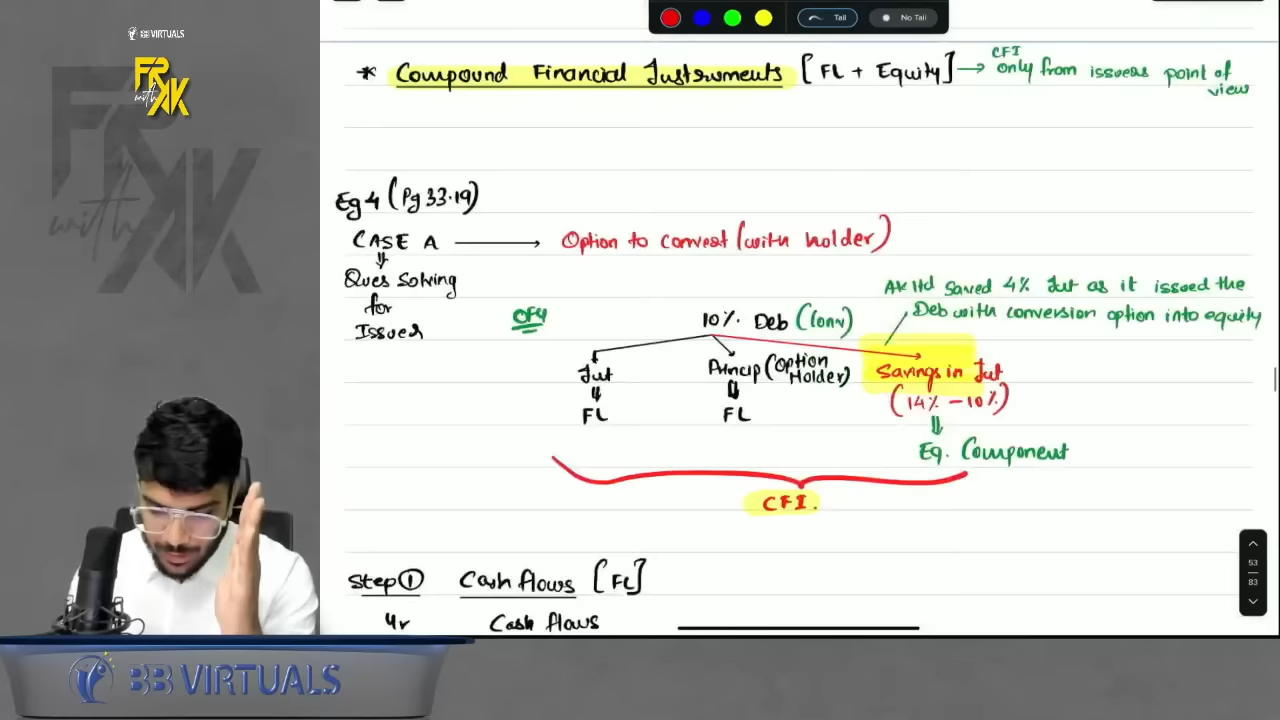 BB VIRTUALS
FR
with
AK
Tail
No Tail
* Compound Financial Instruments [FL + Equity] → CFI only from issuers point of view
Eg 4 (Pg 33.19)
CASE A → Option to convert (with holder)
Ques Solving
for
Issuer
OFY
AK ltd saved 4% Int as it issued the
Deb with conversion option into equity
10% Deb (Conv)
Int
Princip (Option Holder)
Savings in Int
(14% - 10%)
FL
FL
Eq. Component
CFI.
Step ① Cash flows [FL]
Yr Cash flows
53
83
BB VIRTUALS